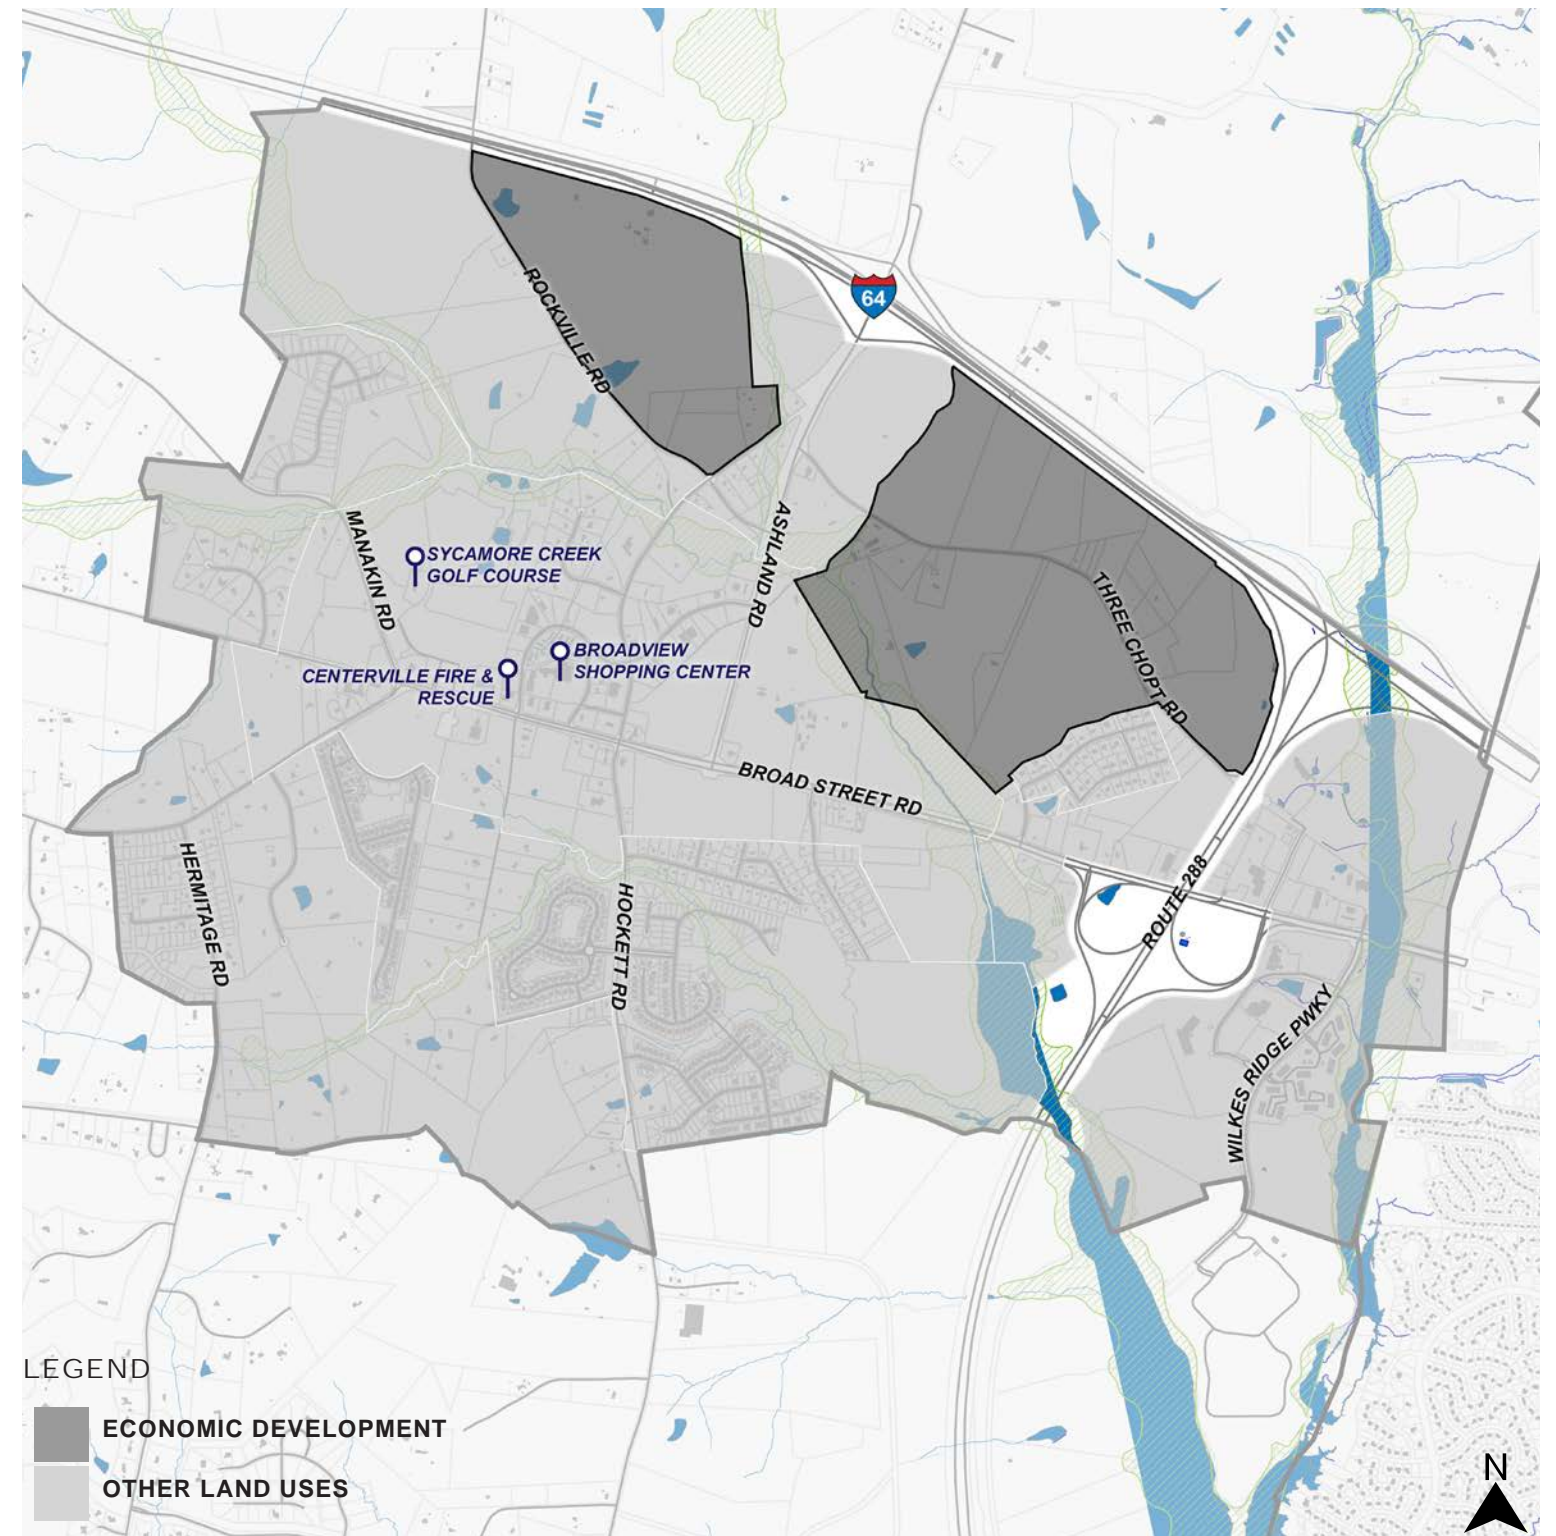 64
ROCKVILLE RD
ASHLAND RD
MANAKIN RD
SYCAMORE CREEK
GOLF COURSE
THREE CHOPT RD
BROADVIEW
SHOPPING CENTER
CENTERVILLE FIRE &
RESCUE
BROAD STREET RD
HERMITAGE RD
HOCKETT RD
ROUTE 288
WILKES RIDGE PWKY
LEGEND
ECONOMIC DEVELOPMENT
OTHER LAND USES
N